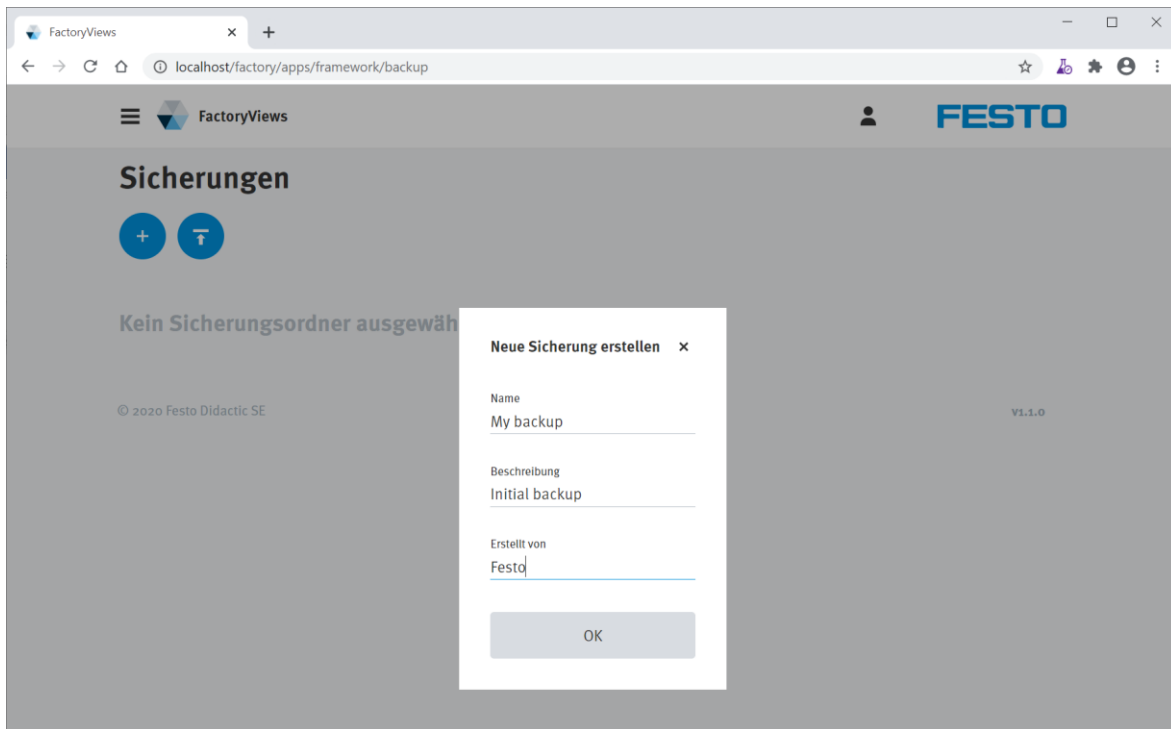 FactoryViews
localhost/factory/apps/framework/backup
FactoryViews
FESTO
Sicherungen
Kein Sicherungsordner
Neue Sicherung erstellen
Name
My backup
Beschreibung
Initial backup
Erstellt von
Festo
OK
© 2020 Festo Didactic SE
V1.1.0